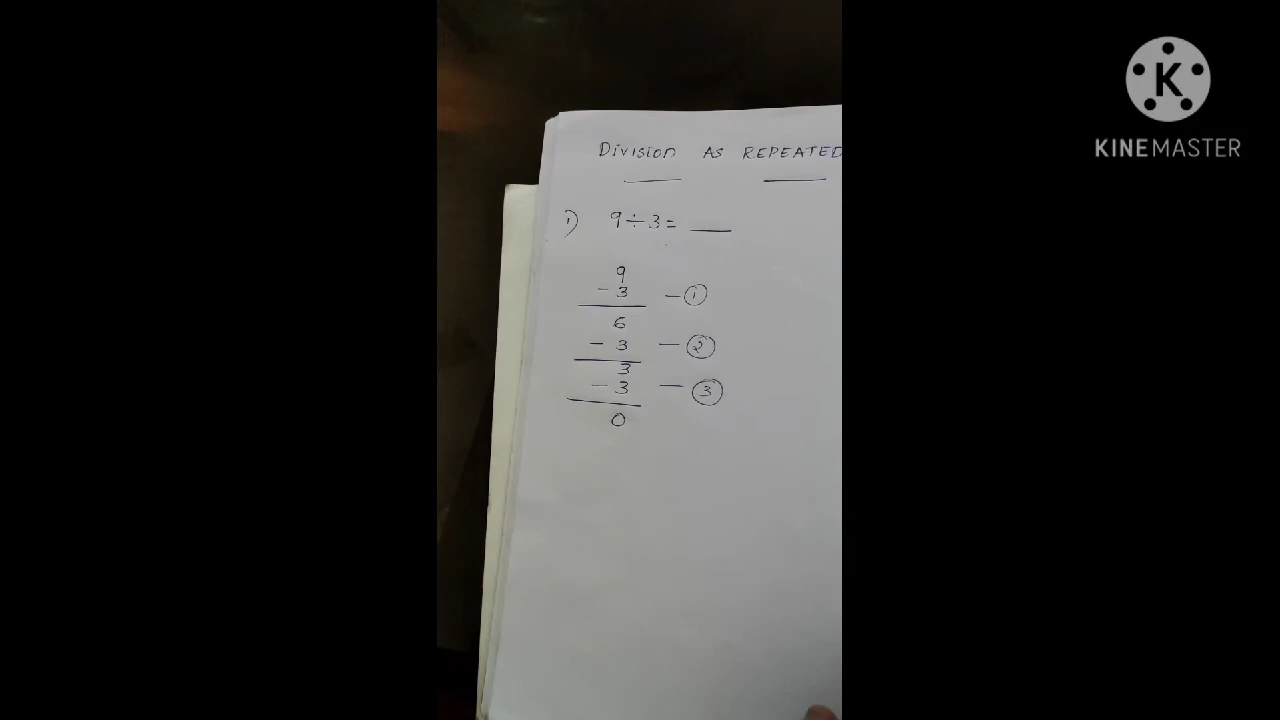 K
KINEMASTER
DIVISION AS REPEATED
1) 9÷3= ___
9
- 3 - 1
6
- 3 - 2
3
- 3 - 3
0